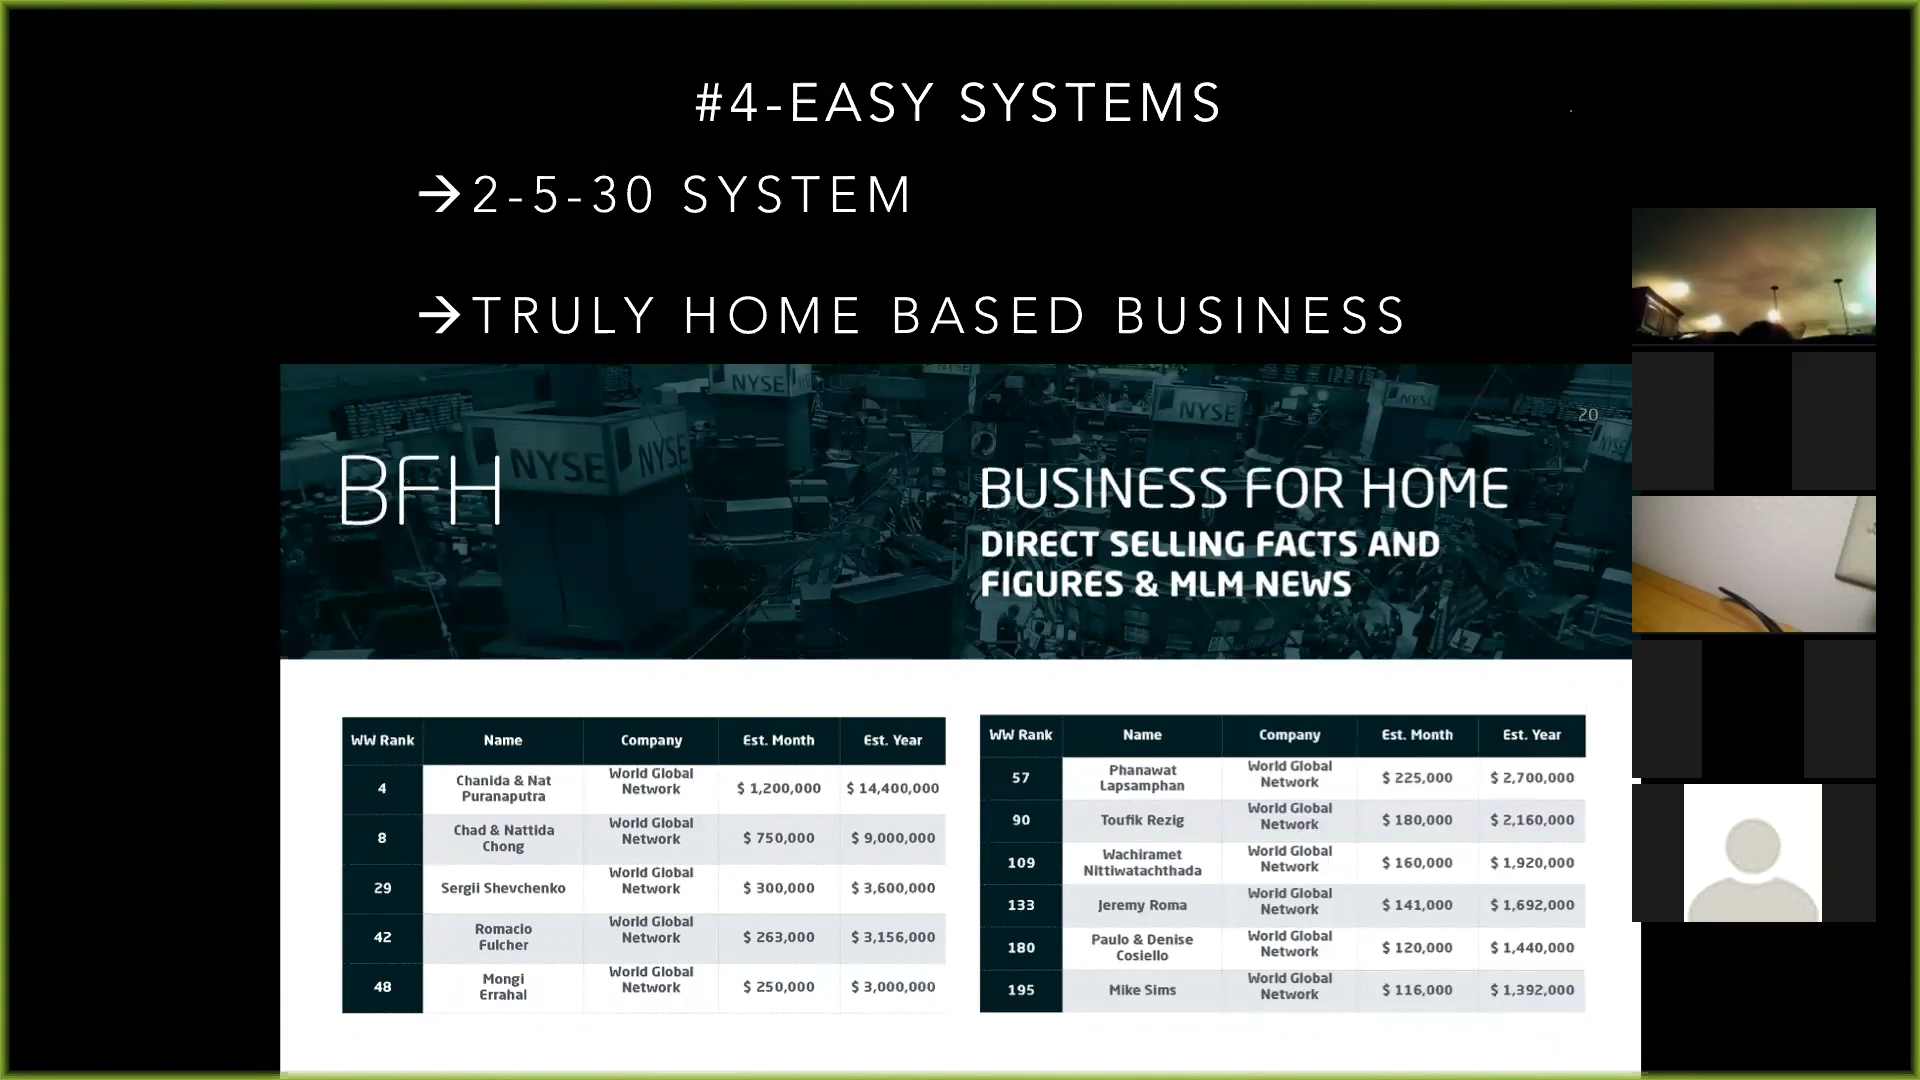 #4-EASY SYSTEMS
→2-5-30 SYSTEM
→TRULY HOME BASED BUSINESS
NYSE
NYSE
NYSE
NYSE
NYSE
20
BFH
BUSINESS FOR HOME
DIRECT SELLING FACTS AND
FIGURES & MLM NEWS
WW Rank Name Company Est. Month Est. Year
4 Chanida & Nat Puranaputra World Global Network $ 1,200,000 $ 14,400,000
8 Chad & Nattida Chong World Global Network $ 750,000 $ 9,000,000
29 Sergii Shevchenko World Global Network $ 300,000 $ 3,600,000
42 Romacio Fulcher World Global Network $ 263,000 $ 3,156,000
48 Mongi Errahal World Global Network $ 250,000 $ 3,000,000
WW Rank Name Company Est. Month Est. Year
57 Phanawat Lapsamphan World Global Network $ 225,000 $ 2,700,000
90 Toufik Rezig World Global Network $ 180,000 $ 2,160,000
109 Wachiramet Nittiwatachthada World Global Network $ 160,000 $ 1,920,000
133 Jeremy Roma World Global Network $ 141,000 $ 1,692,000
180 Paulo & Denise Cosiello World Global Network $ 120,000 $ 1,440,000
195 Mike Sims World Global Network $ 116,000 $ 1,392,000